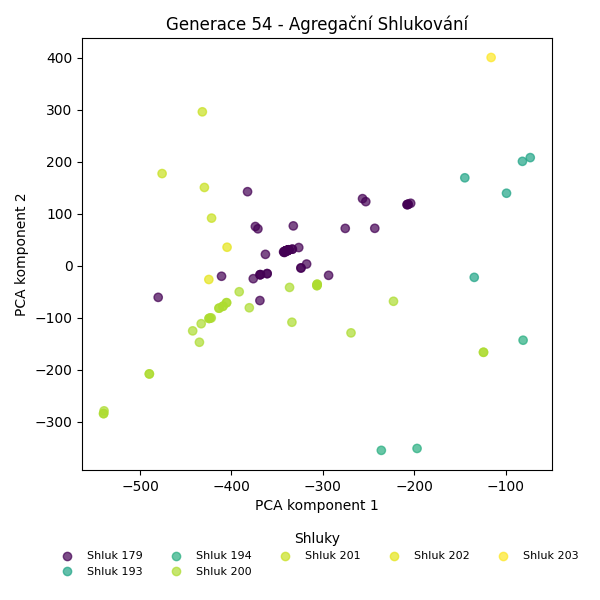 Generace 54 - Agregační Shlukování
PCA komponent 2
400
300
200
100
0
−100
−200
−300
−500
−400
−300
−200
−100
PCA komponent 1
Shluky
Shluk 179
Shluk 194
Shluk 201
Shluk 202
Shluk 203
Shluk 193
Shluk 200